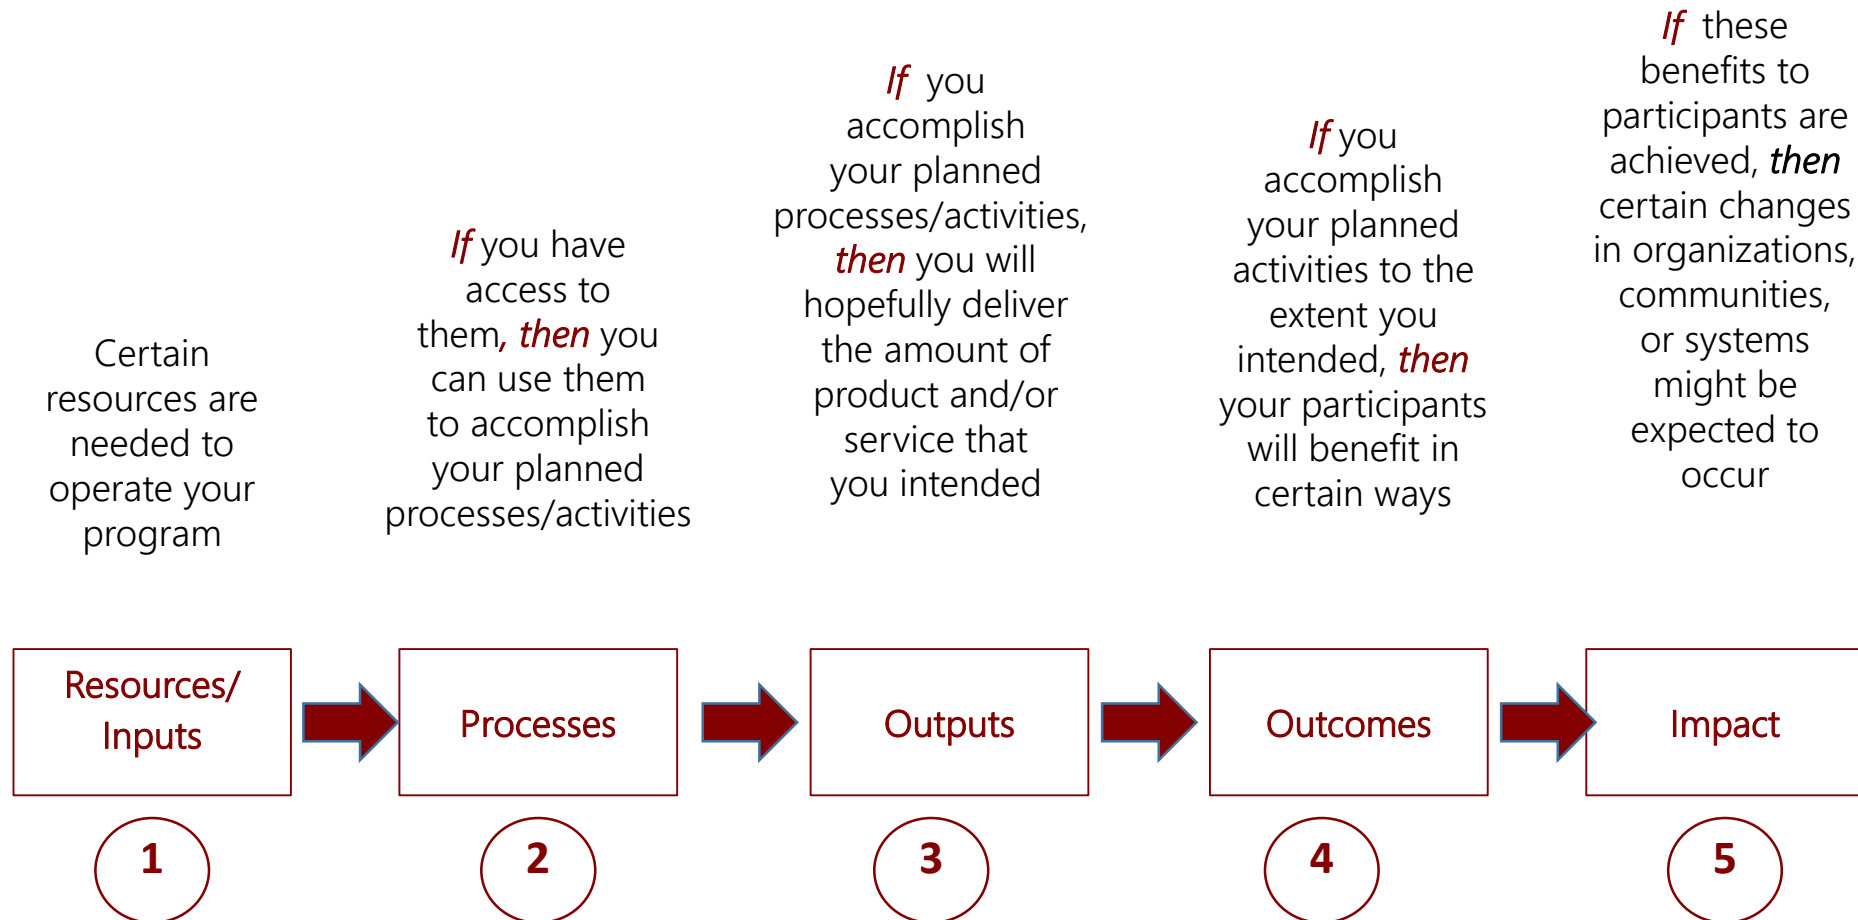 Certain
resources are
needed to
operate your
program
If you have
access to
them, then you
can use them
to accomplish
your planned
processes/activities
If you
accomplish
your planned
processes/activities,
then you will
hopefully deliver
the amount of
product and/or
service that
you intended
If you
accomplish
your planned
activities to the
extent you
intended, then
your participants
will benefit in
certain ways
If these
benefits to
participants are
achieved, then
certain changes
in organizations,
communities,
or systems
might be
expected to
occur
Resources/
Inputs
Processes
Outputs
Outcomes
Impact
1
2
3
4
5